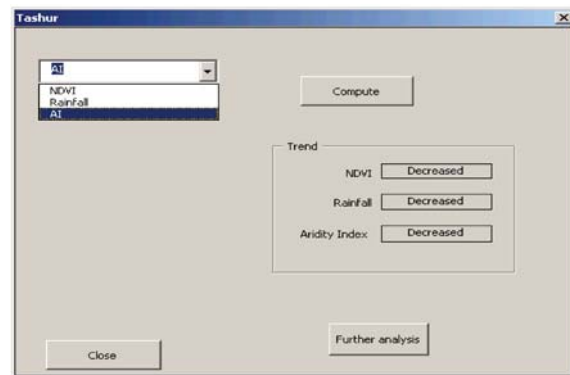 Tashur
AI
NDVI
Rainfall
AI
Compute
Trend
NDVI Decreased
Rainfall Decreased
Aridity Index Decreased
Further analysis
Close